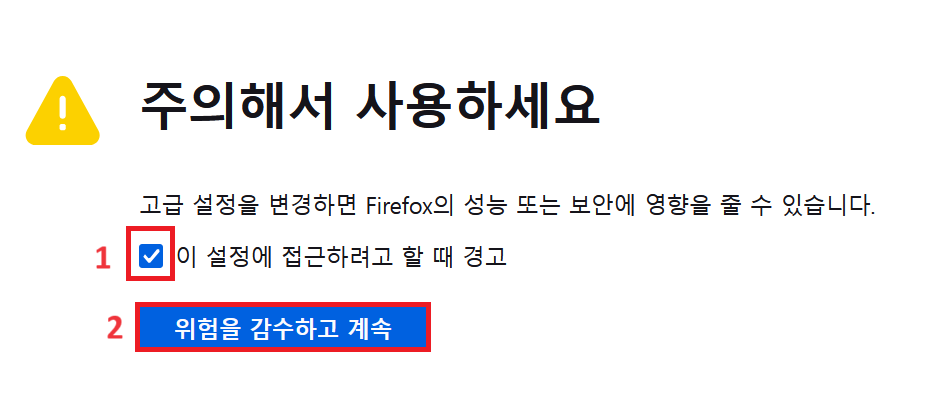 주의해서 사용하세요
고급 설정을 변경하면 Firefox의 성능 또는 보안에 영향을 줄 수 있습니다.
1 이 설정에 접근하려고 할 때 경고
2 위험을 감수하고 계속